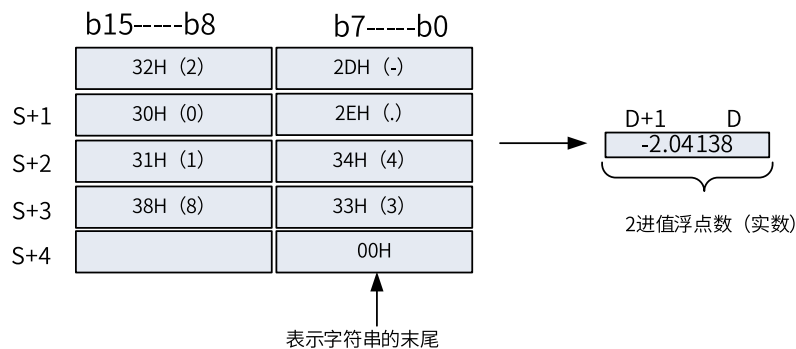 b15-----b8 b7-----b0
32H（2） 2DH（-）
S+1 30H（0） 2EH（.）
S+2 31H（1） 34H（4）
S+3 38H（8） 33H（3）
S+4 00H
表示字符串的末尾
D+1 D
-2.04138
2进值浮点数（实数）